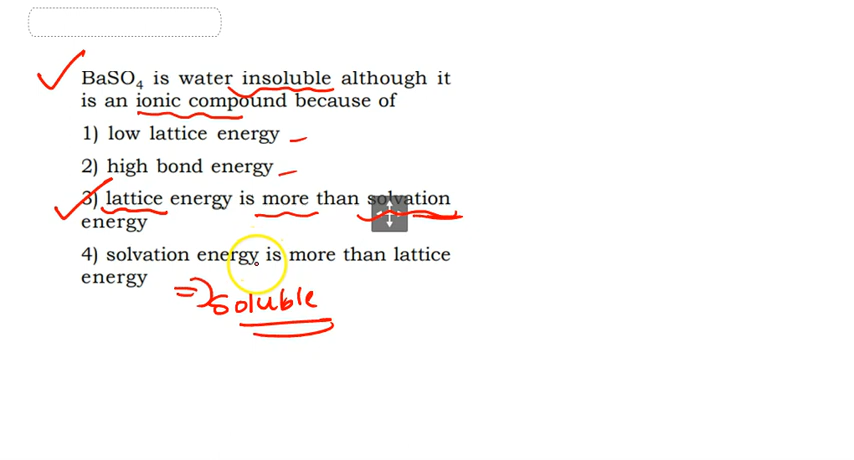 BaSO₄ is water insoluble although it
is an ionic compound because of
1) low lattice energy
2) high bond energy
3) lattice energy is more than solvation
energy
4) solvation energy is more than lattice
energy
⇒ soluble